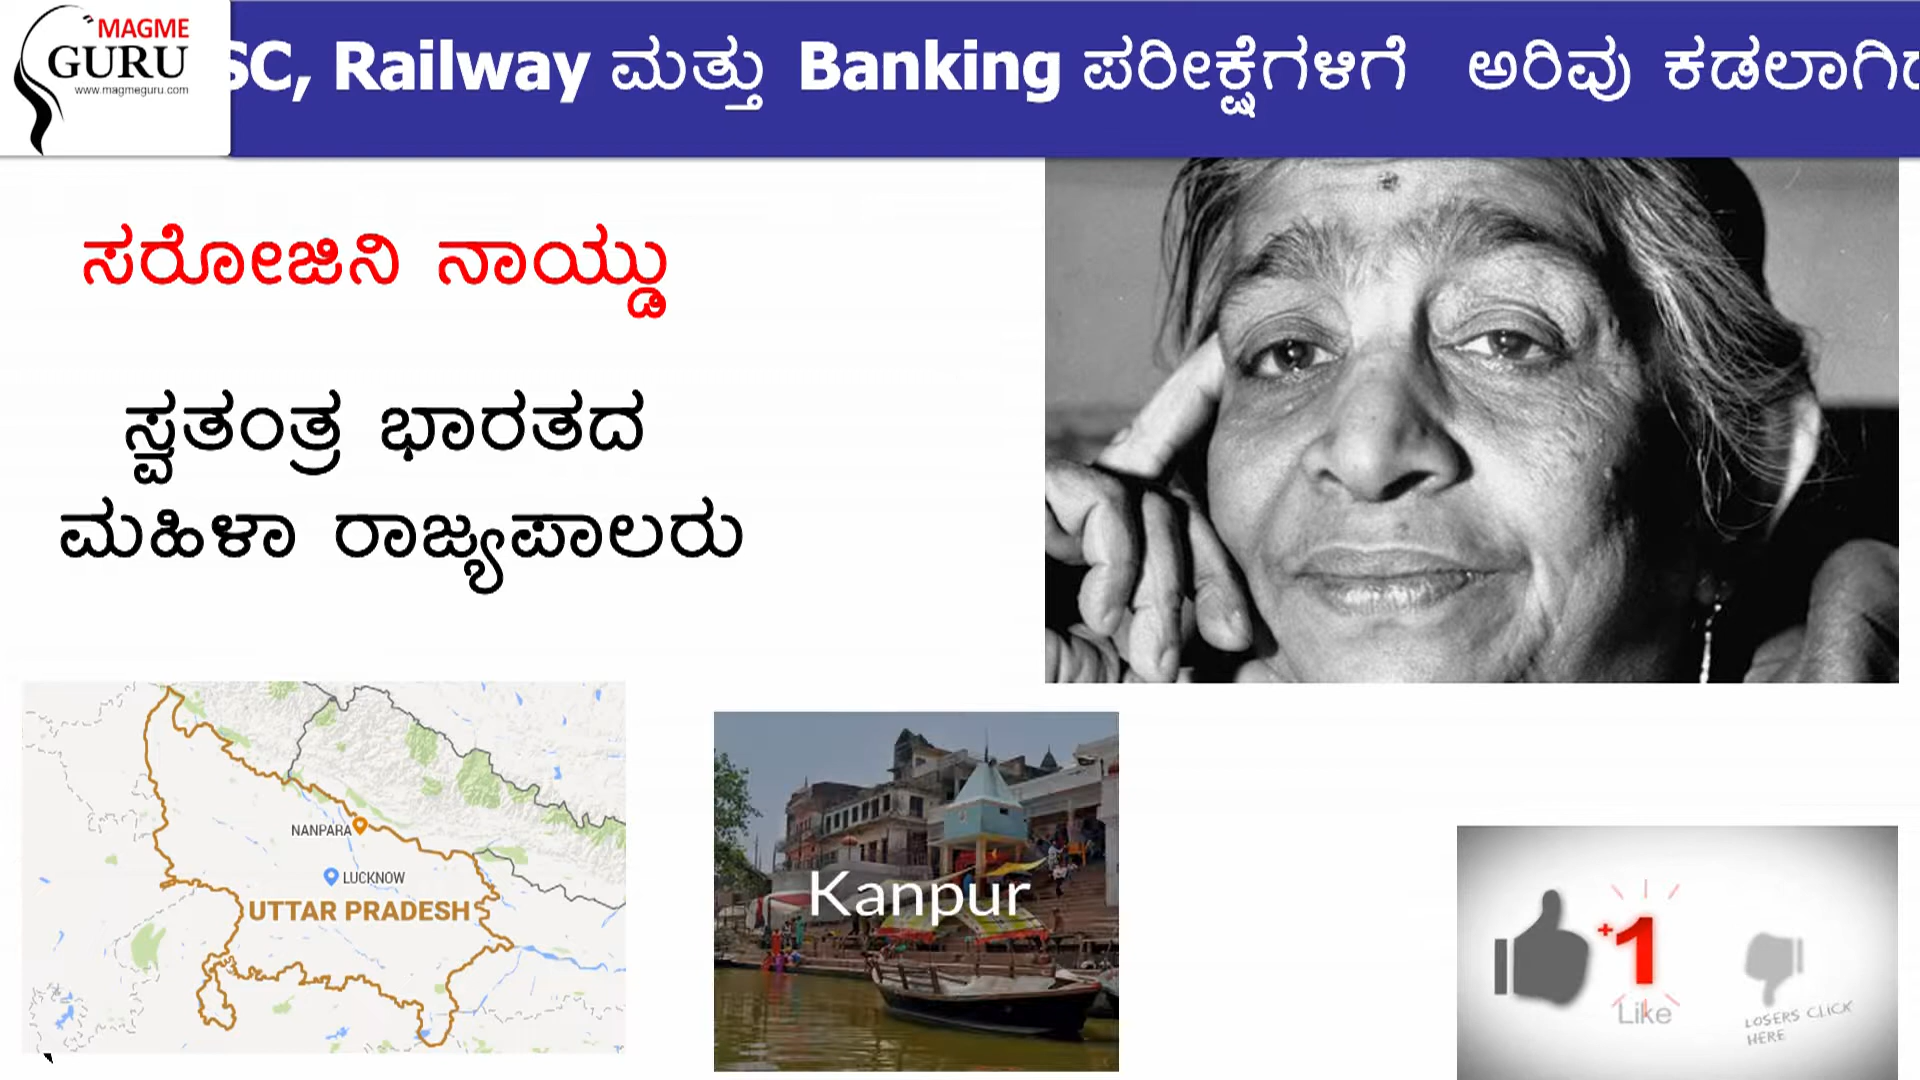 MAGME
GURU
www.magmeguru.com
SC, Railway ಮತ್ತು Banking ಪರೀಕ್ಷೆಗಳಿಗೆ ಅರಿವು ಕಡಲಾಗಿದ
ಸರೋಜಿನಿ ನಾಯ್ಡು
ಸ್ವತಂತ್ರ ಭಾರತದ
ಮಹಿಳಾ ರಾಜ್ಯಪಾಲರು
NANPARA
LUCKNOW
UTTAR PRADESH
Kanpur
+1
Like
LOSERS CLICK
HERE